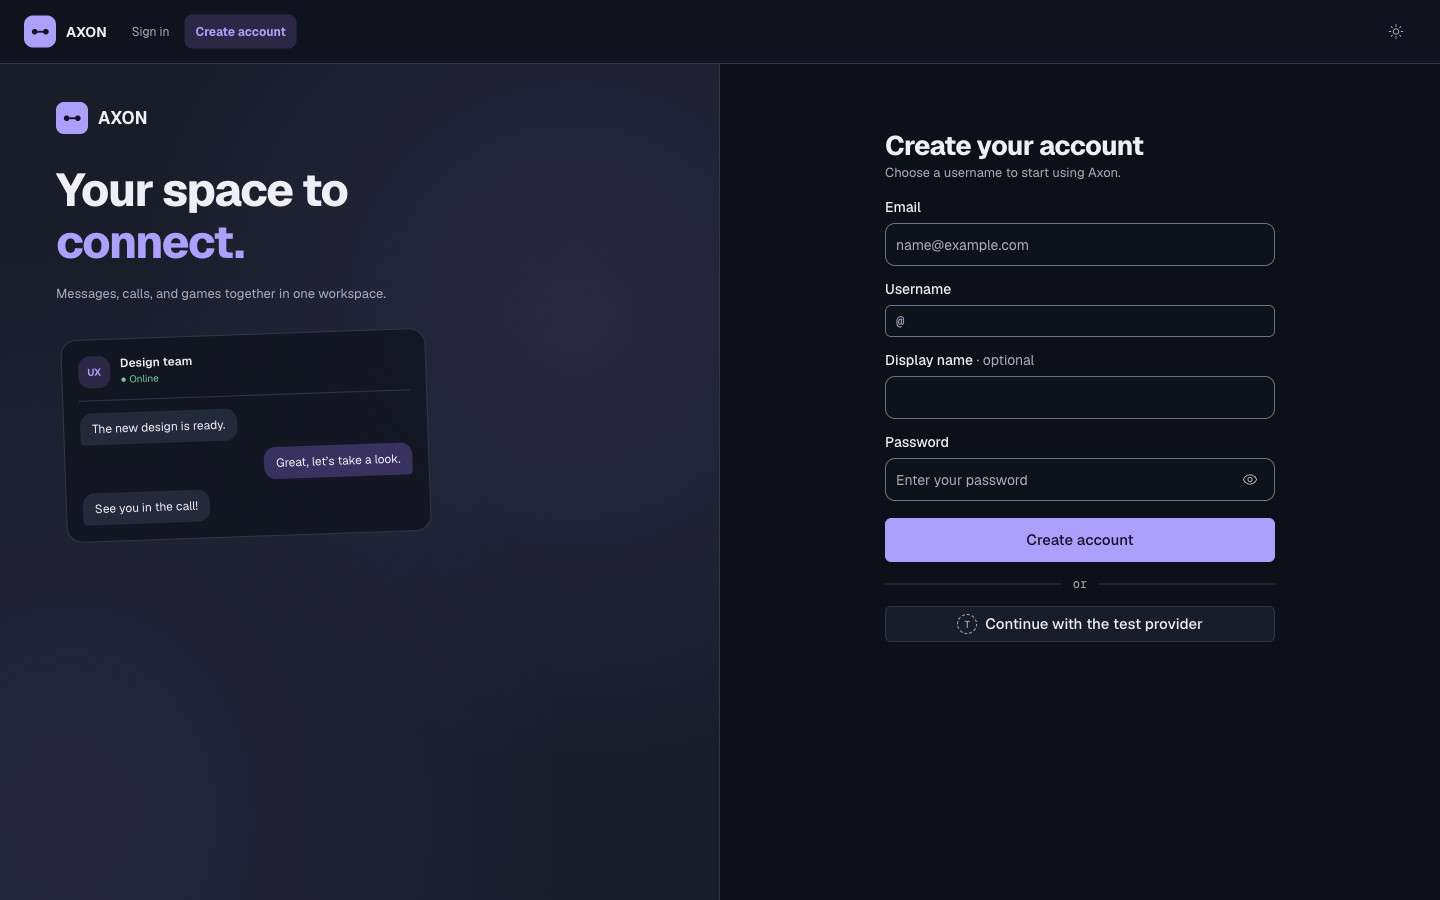 AXON
Sign in
Create account
AXON
Your space to
connect.
Messages, calls, and games together in one workspace.
UX
Design team
● Online
The new design is ready.
Great, let's take a look.
See you in the call!
Create your account
Choose a username to start using Axon.
Email
name@example.com
Username
@
Display name · optional
Password
Enter your password
Create account
or
T
Continue with the test provider